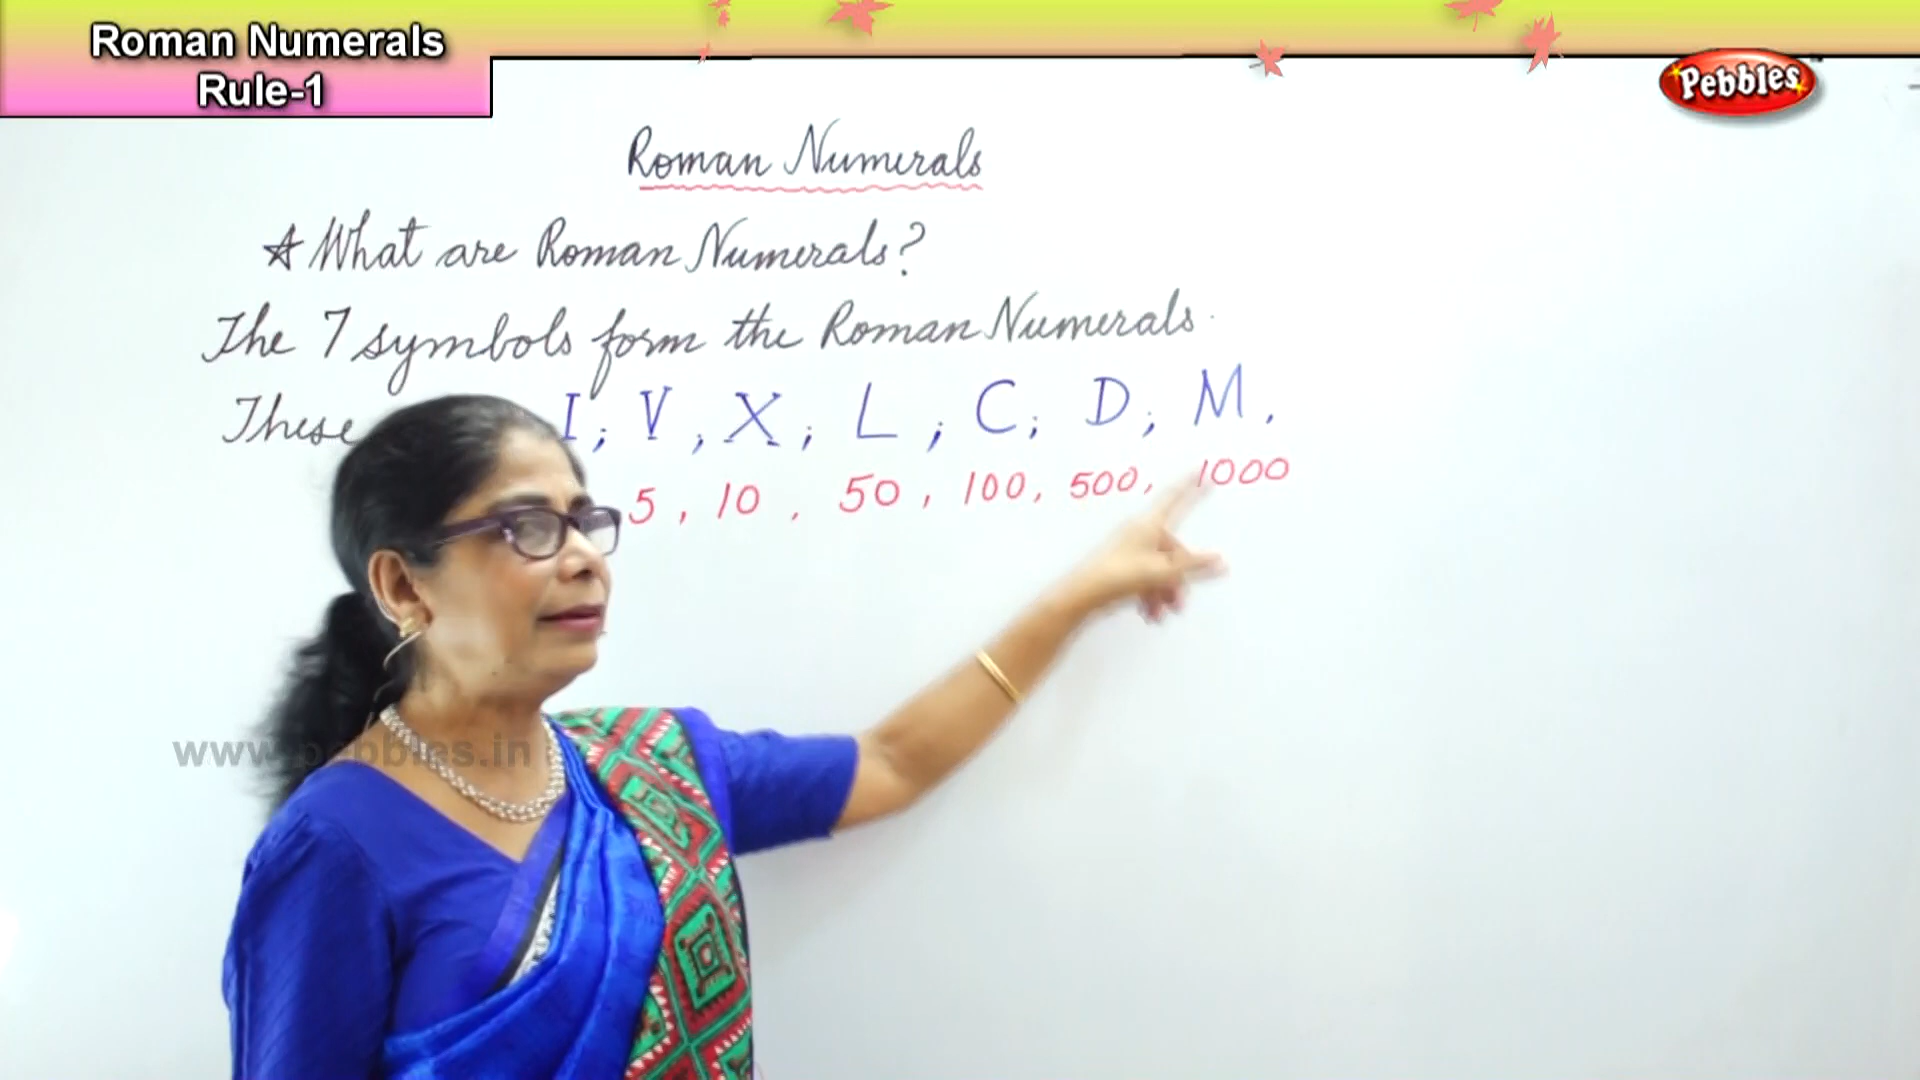 Roman Numerals
Rule-1
Pebbles
Roman Numerals
What are Roman Numerals?
The 7 symbols form the Roman Numerals.
These I, V, X, L, C, D, M,
5, 10, 50, 100, 500, 1000
www.pebbles.in